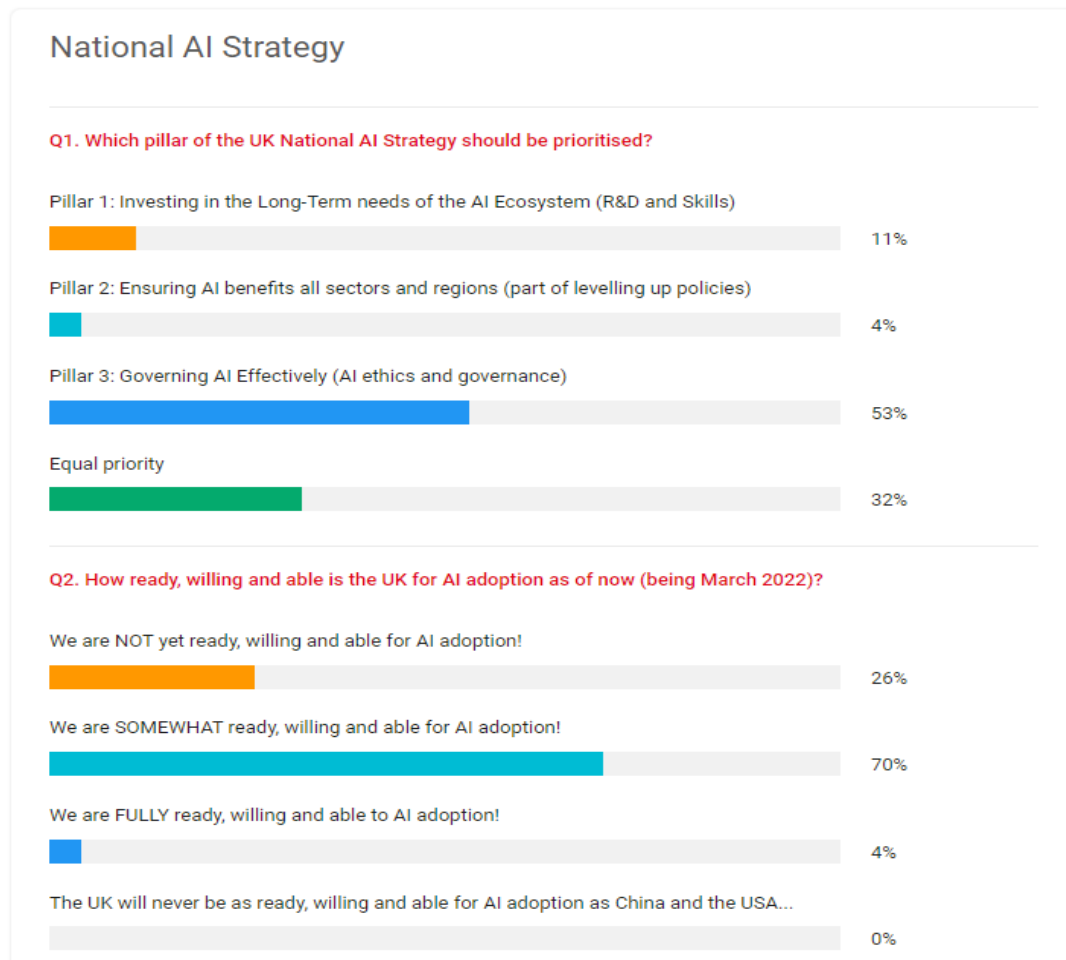 National AI Strategy
Q1. Which pillar of the UK National AI Strategy should be prioritised?
Pillar 1: Investing in the Long-Term needs of the AI Ecosystem (R&D and Skills)
11%
Pillar 2: Ensuring AI benefits all sectors and regions (part of levelling up policies)
4%
Pillar 3: Governing AI Effectively (AI ethics and governance)
53%
Equal priority
32%
Q2. How ready, willing and able is the UK for AI adoption as of now (being March 2022)?
We are NOT yet ready, willing and able for AI adoption!
26%
We are SOMEWHAT ready, willing and able for AI adoption!
70%
We are FULLY ready, willing and able to AI adoption!
4%
The UK will never be as ready, willing and able for AI adoption as China and the USA...
0%